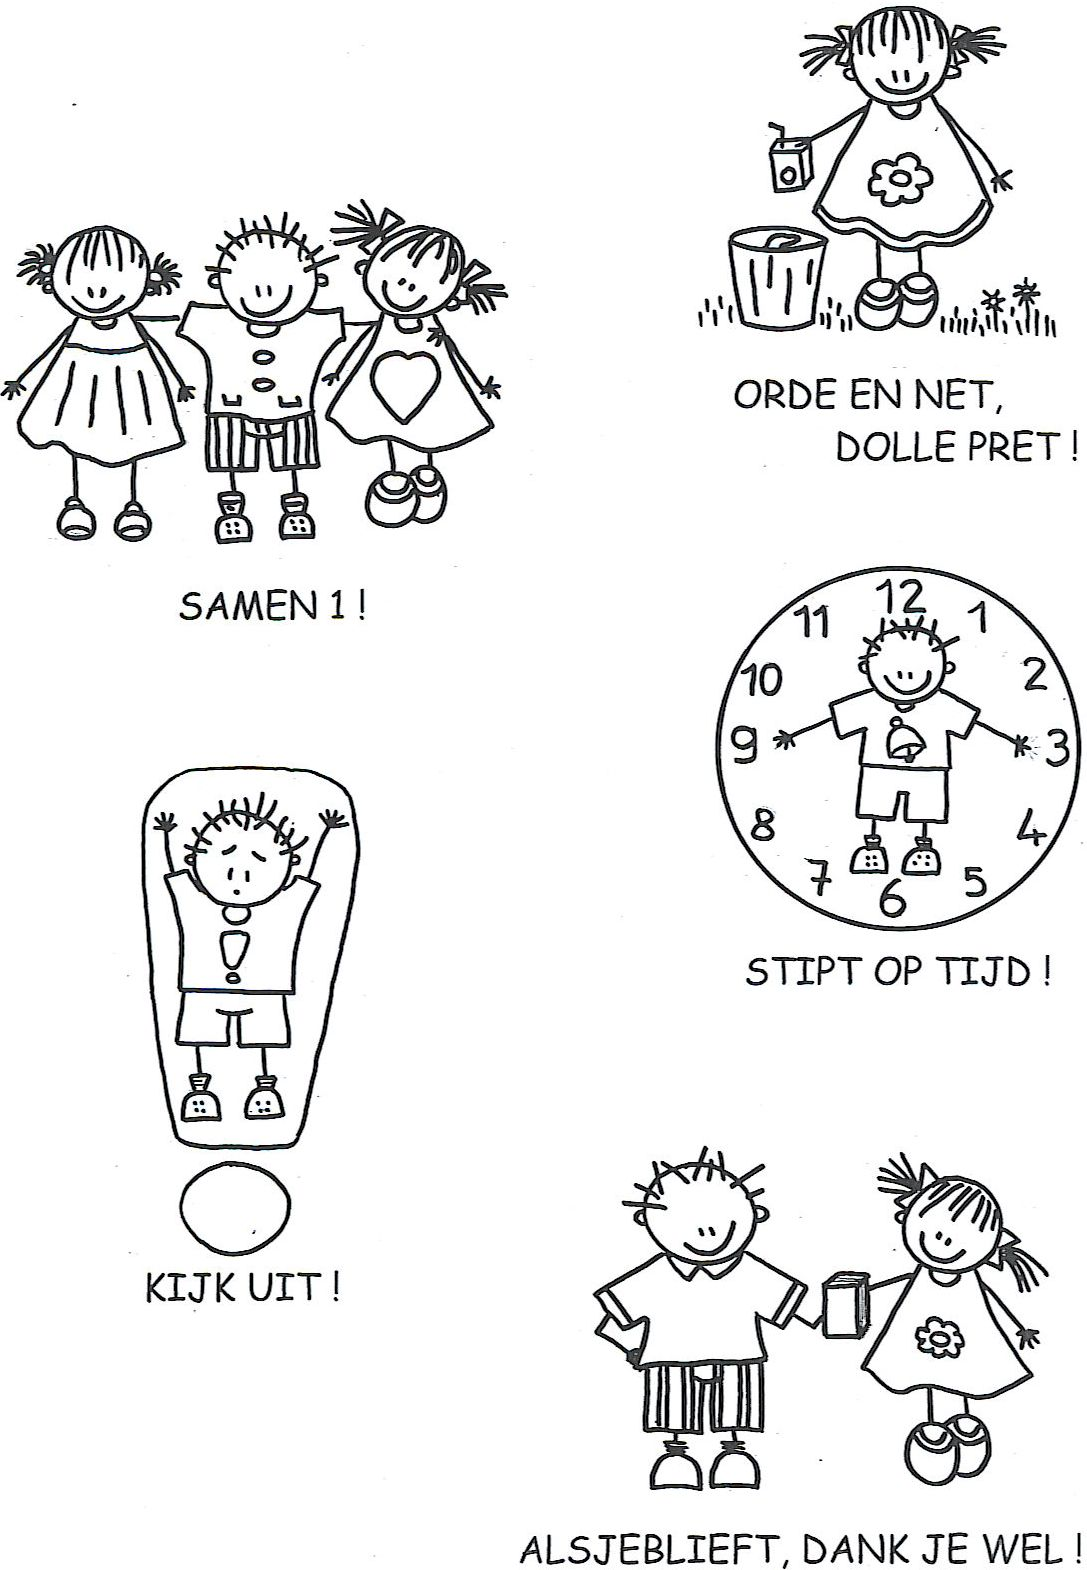 ORDE EN NET,
DOLLE PRET !
SAMEN 1 !
12
11
1
10
2
9
3
8
4
7
5
6
STIPT OP TIJD !
KIJK UIT !
ALSJEBLIEFT, DANK JE WEL !